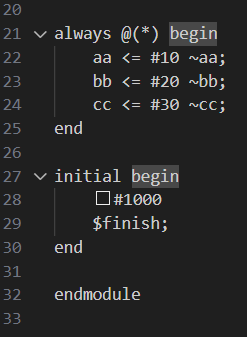 20
21 always @(*) begin
22 aa <= #10 ~aa;
23 bb <= #20 ~bb;
24 cc <= #30 ~cc;
25 end
26
27 initial begin
28 #1000
29 $finish;
30 end
31
32 endmodule
33